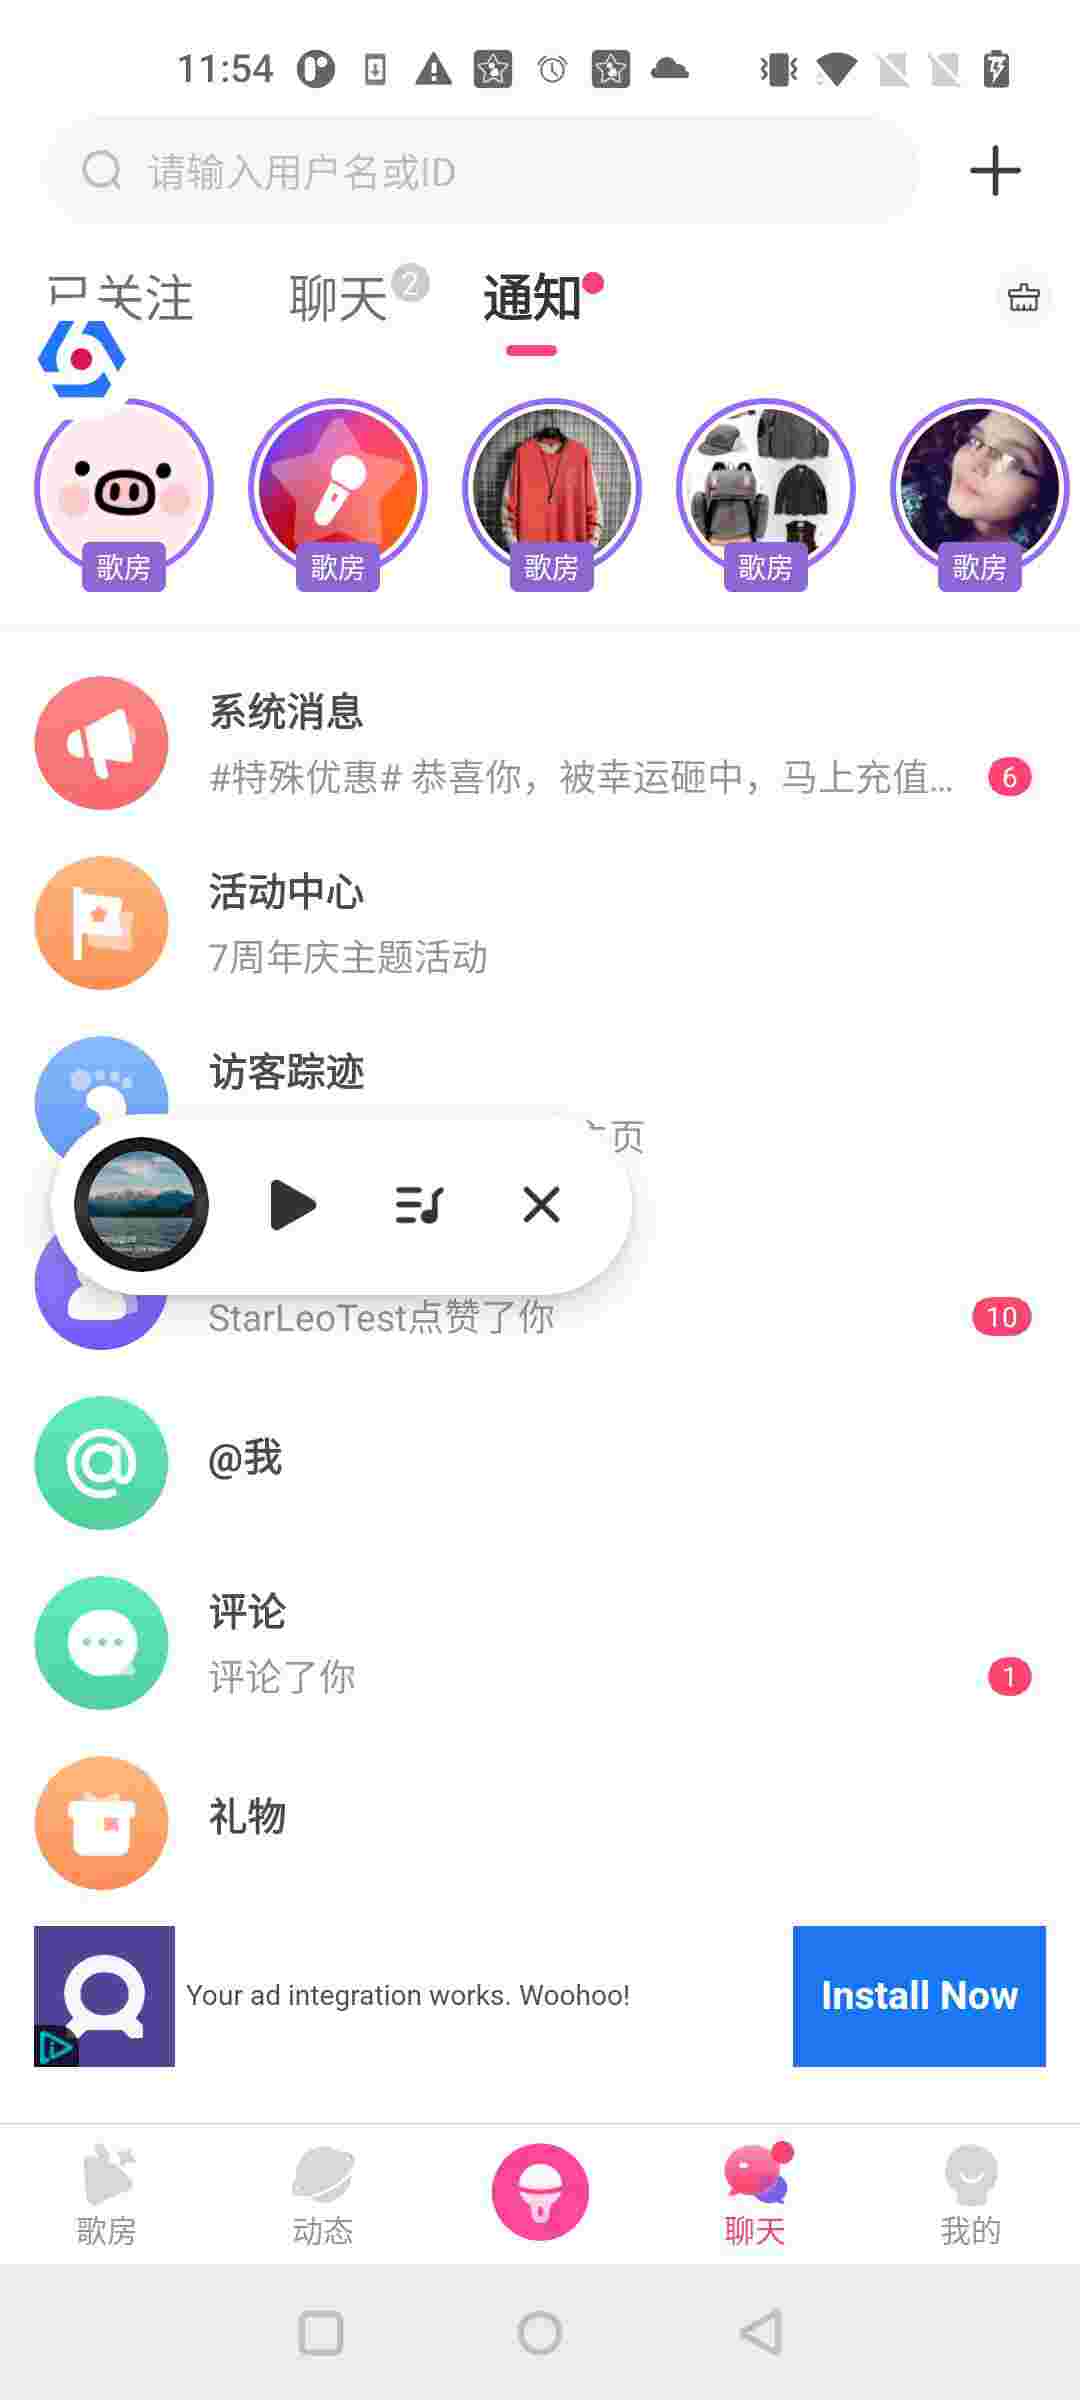 11:54
请输入用户名或ID
已关注
聊天 2
通知
歌房
歌房
歌房
歌房
歌房
系统消息
#特殊优惠# 恭喜你，被幸运砸中，马上充值... 6
活动中心
7周年庆主题活动
访客踪迹
页
StarLeoTest点赞了你 10
@我
评论
评论了你 1
礼物
Your ad integration works. Woohoo!
Install Now
歌房
动态
聊天
我的